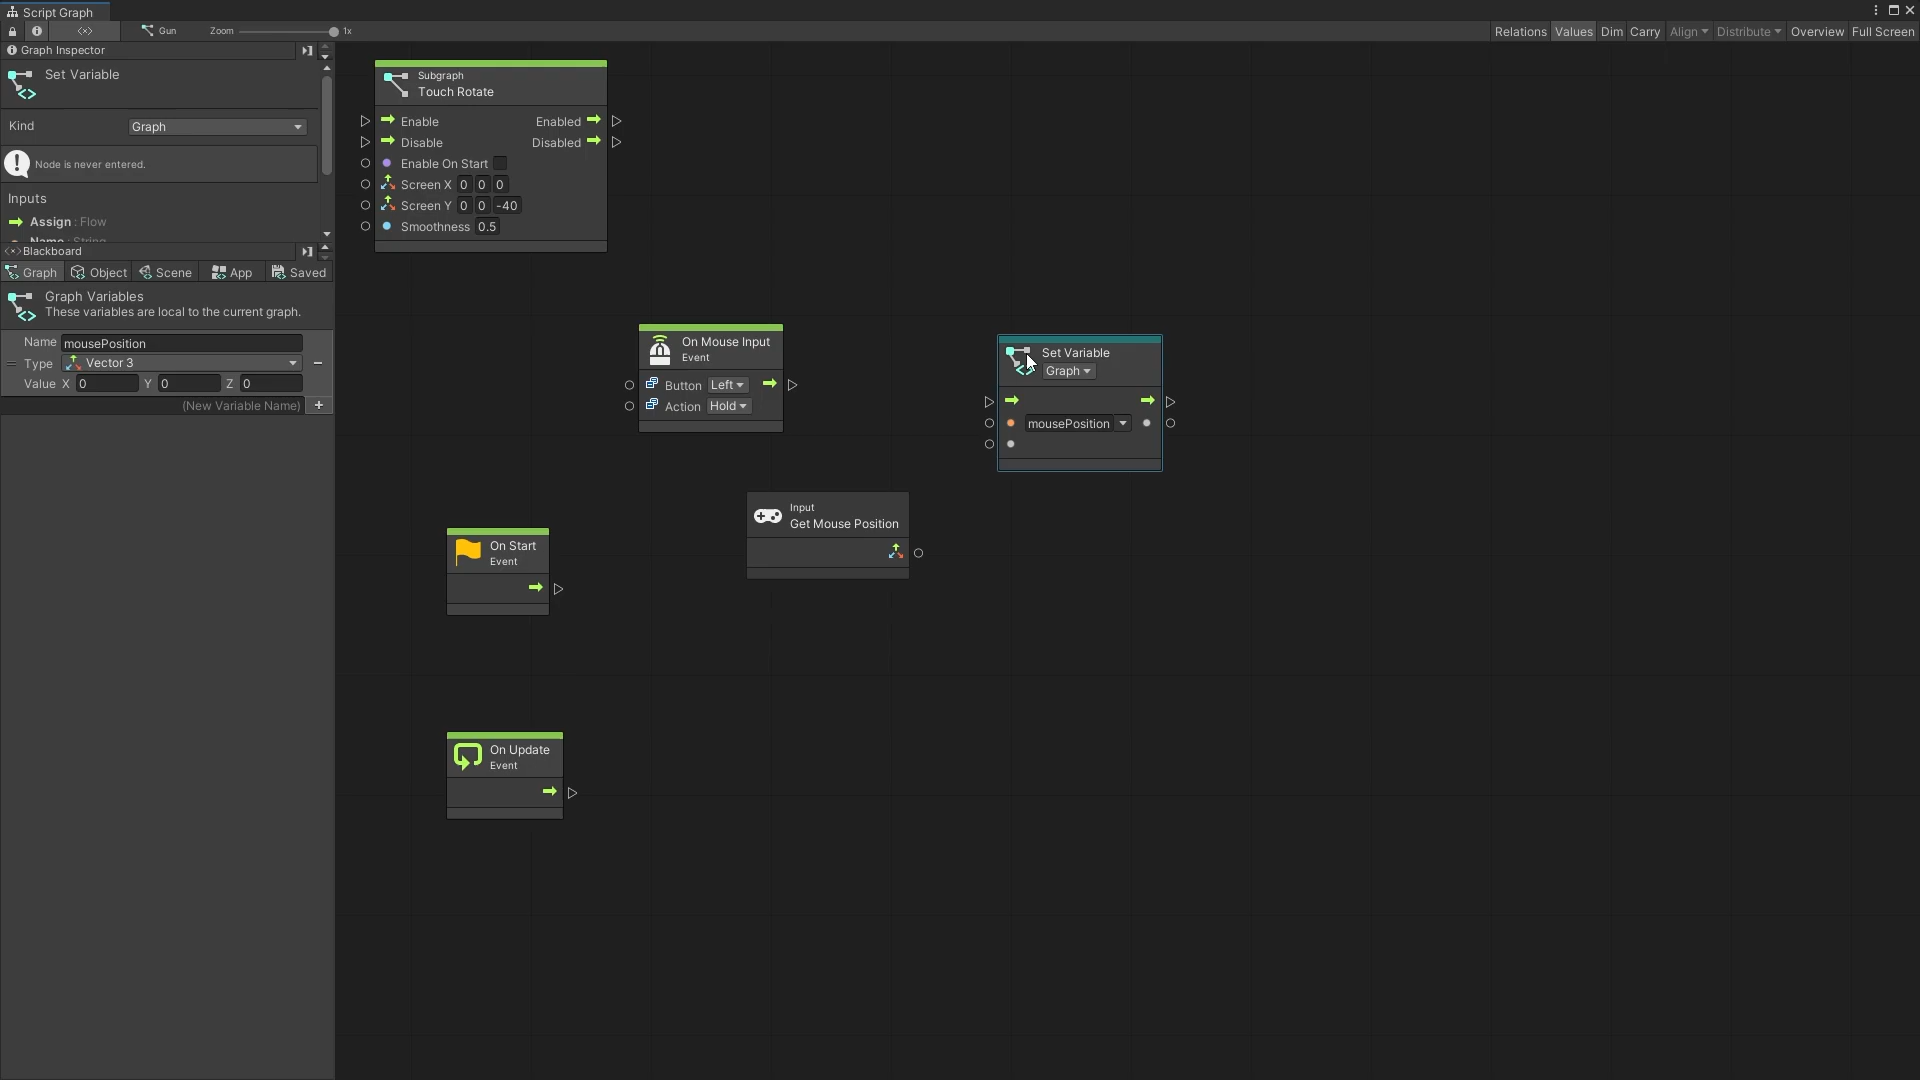 Script Graph
Gun
Zoom
1x
Relations
Values
Dim
Carry
Align
Distribute
Overview
Full Screen
Graph Inspector
Set Variable
Kind
Graph
Node is never entered.
Inputs
Assign : Flow
Name : String
Blackboard
Graph
Object
Scene
App
Saved
Graph Variables
These variables are local to the current graph.
Name mousePosition
Type Vector 3
Value X 0 Y 0 Z 0
(New Variable Name)
Subgraph
Touch Rotate
Enable Enabled
Disable Disabled
Enable On Start
Screen X 0 0 0
Screen Y 0 0 -40
Smoothness 0.5
On Mouse Input
Event
Button Left
Action Hold
Set Variable
Graph
mousePosition
Input
Get Mouse Position
On Start
Event
On Update
Event